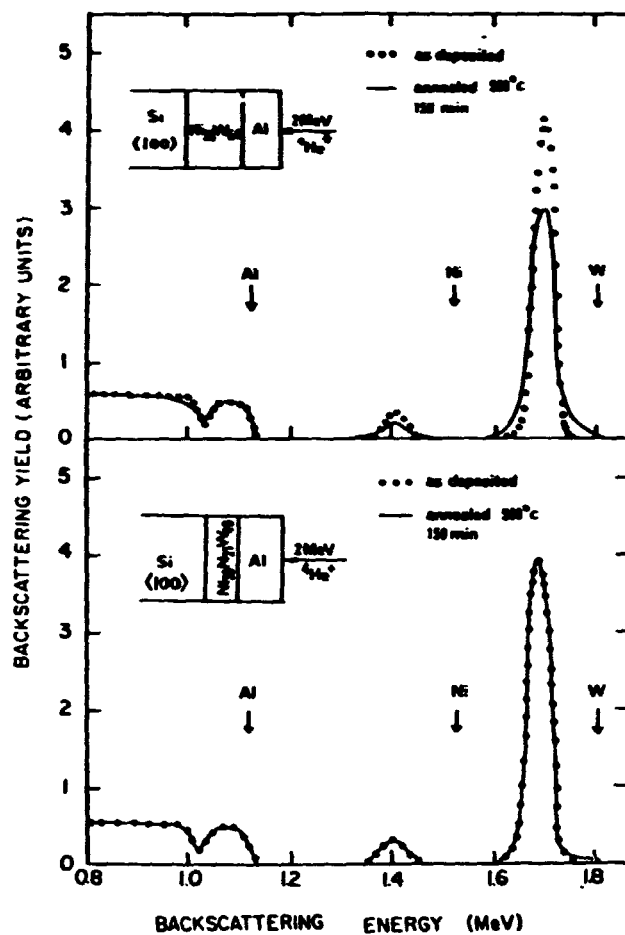 BACKSCATTERING YIELD (ARBITRARY UNITS)
5
4
3
2
1
0
as deposited
annealed 500°C
150 min
Si
⟨100⟩
Al
2MeV
⁴He⁺
Al
Ni
W
5
4
3
2
1
0
as deposited
annealed 500°C
150 min
Si
⟨100⟩
Al
2MeV
⁴He⁺
Al
Ni
W
0.8
1.0
1.2
1.4
1.6
1.8
BACKSCATTERING ENERGY (MeV)